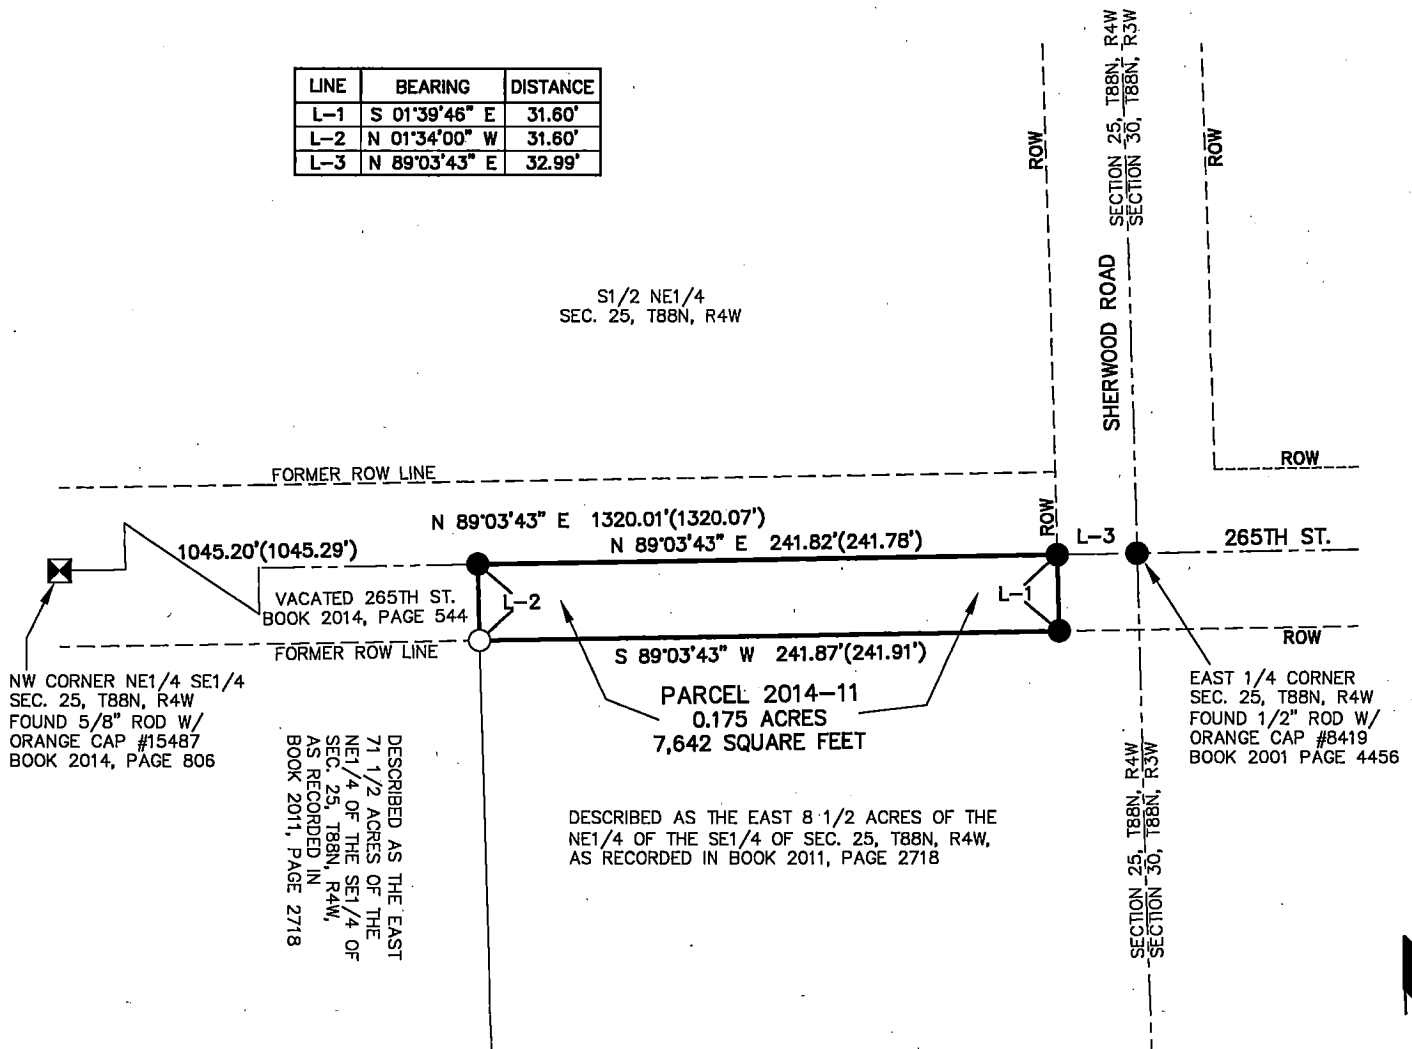 LINE BEARING DISTANCE
L-1 S 01°39'46" E 31.60'
L-2 N 01°34'00" W 31.60'
L-3 N 89°03'43" E 32.99'
SECTION 25, T88N, R4W
SECTION 30, T88N, R3W
ROW
ROW
SHERWOOD ROAD
S1/2 NE1/4
SEC. 25, T88N, R4W
FORMER ROW LINE
ROW
ROW
N 89°03'43" E 1320.01'(1320.07')
N 89°03'43" E 241.82'(241.78')
1045.20'(1045.29')
L-3
265TH ST.
VACATED 265TH ST.
BOOK 2014, PAGE 544
L-2
L-1
FORMER ROW LINE
ROW
S 89°03'43" W 241.87'(241.91')
PARCEL 2014-11
0.175 ACRES
7,642 SQUARE FEET
NW CORNER NE1/4 SE1/4
SEC. 25, T88N, R4W
FOUND 5/8" ROD W/
ORANGE CAP #15487
BOOK 2014, PAGE 806
EAST 1/4 CORNER
SEC. 25, T88N, R4W
FOUND 1/2" ROD W/
ORANGE CAP #8419
BOOK 2001 PAGE 4456
DESCRIBED AS THE EAST
71 1/2 ACRES OF THE
NE1/4 OF THE SE1/4 OF
SEC. 25, T88N, R4W,
AS RECORDED IN
BOOK 2011, PAGE 2718
DESCRIBED AS THE EAST 8 1/2 ACRES OF THE
NE1/4 OF THE SE1/4 OF SEC. 25, T88N, R4W,
AS RECORDED IN BOOK 2011, PAGE 2718
SECTION 25, T88N, R4W
SECTION 30, T88N, R3W